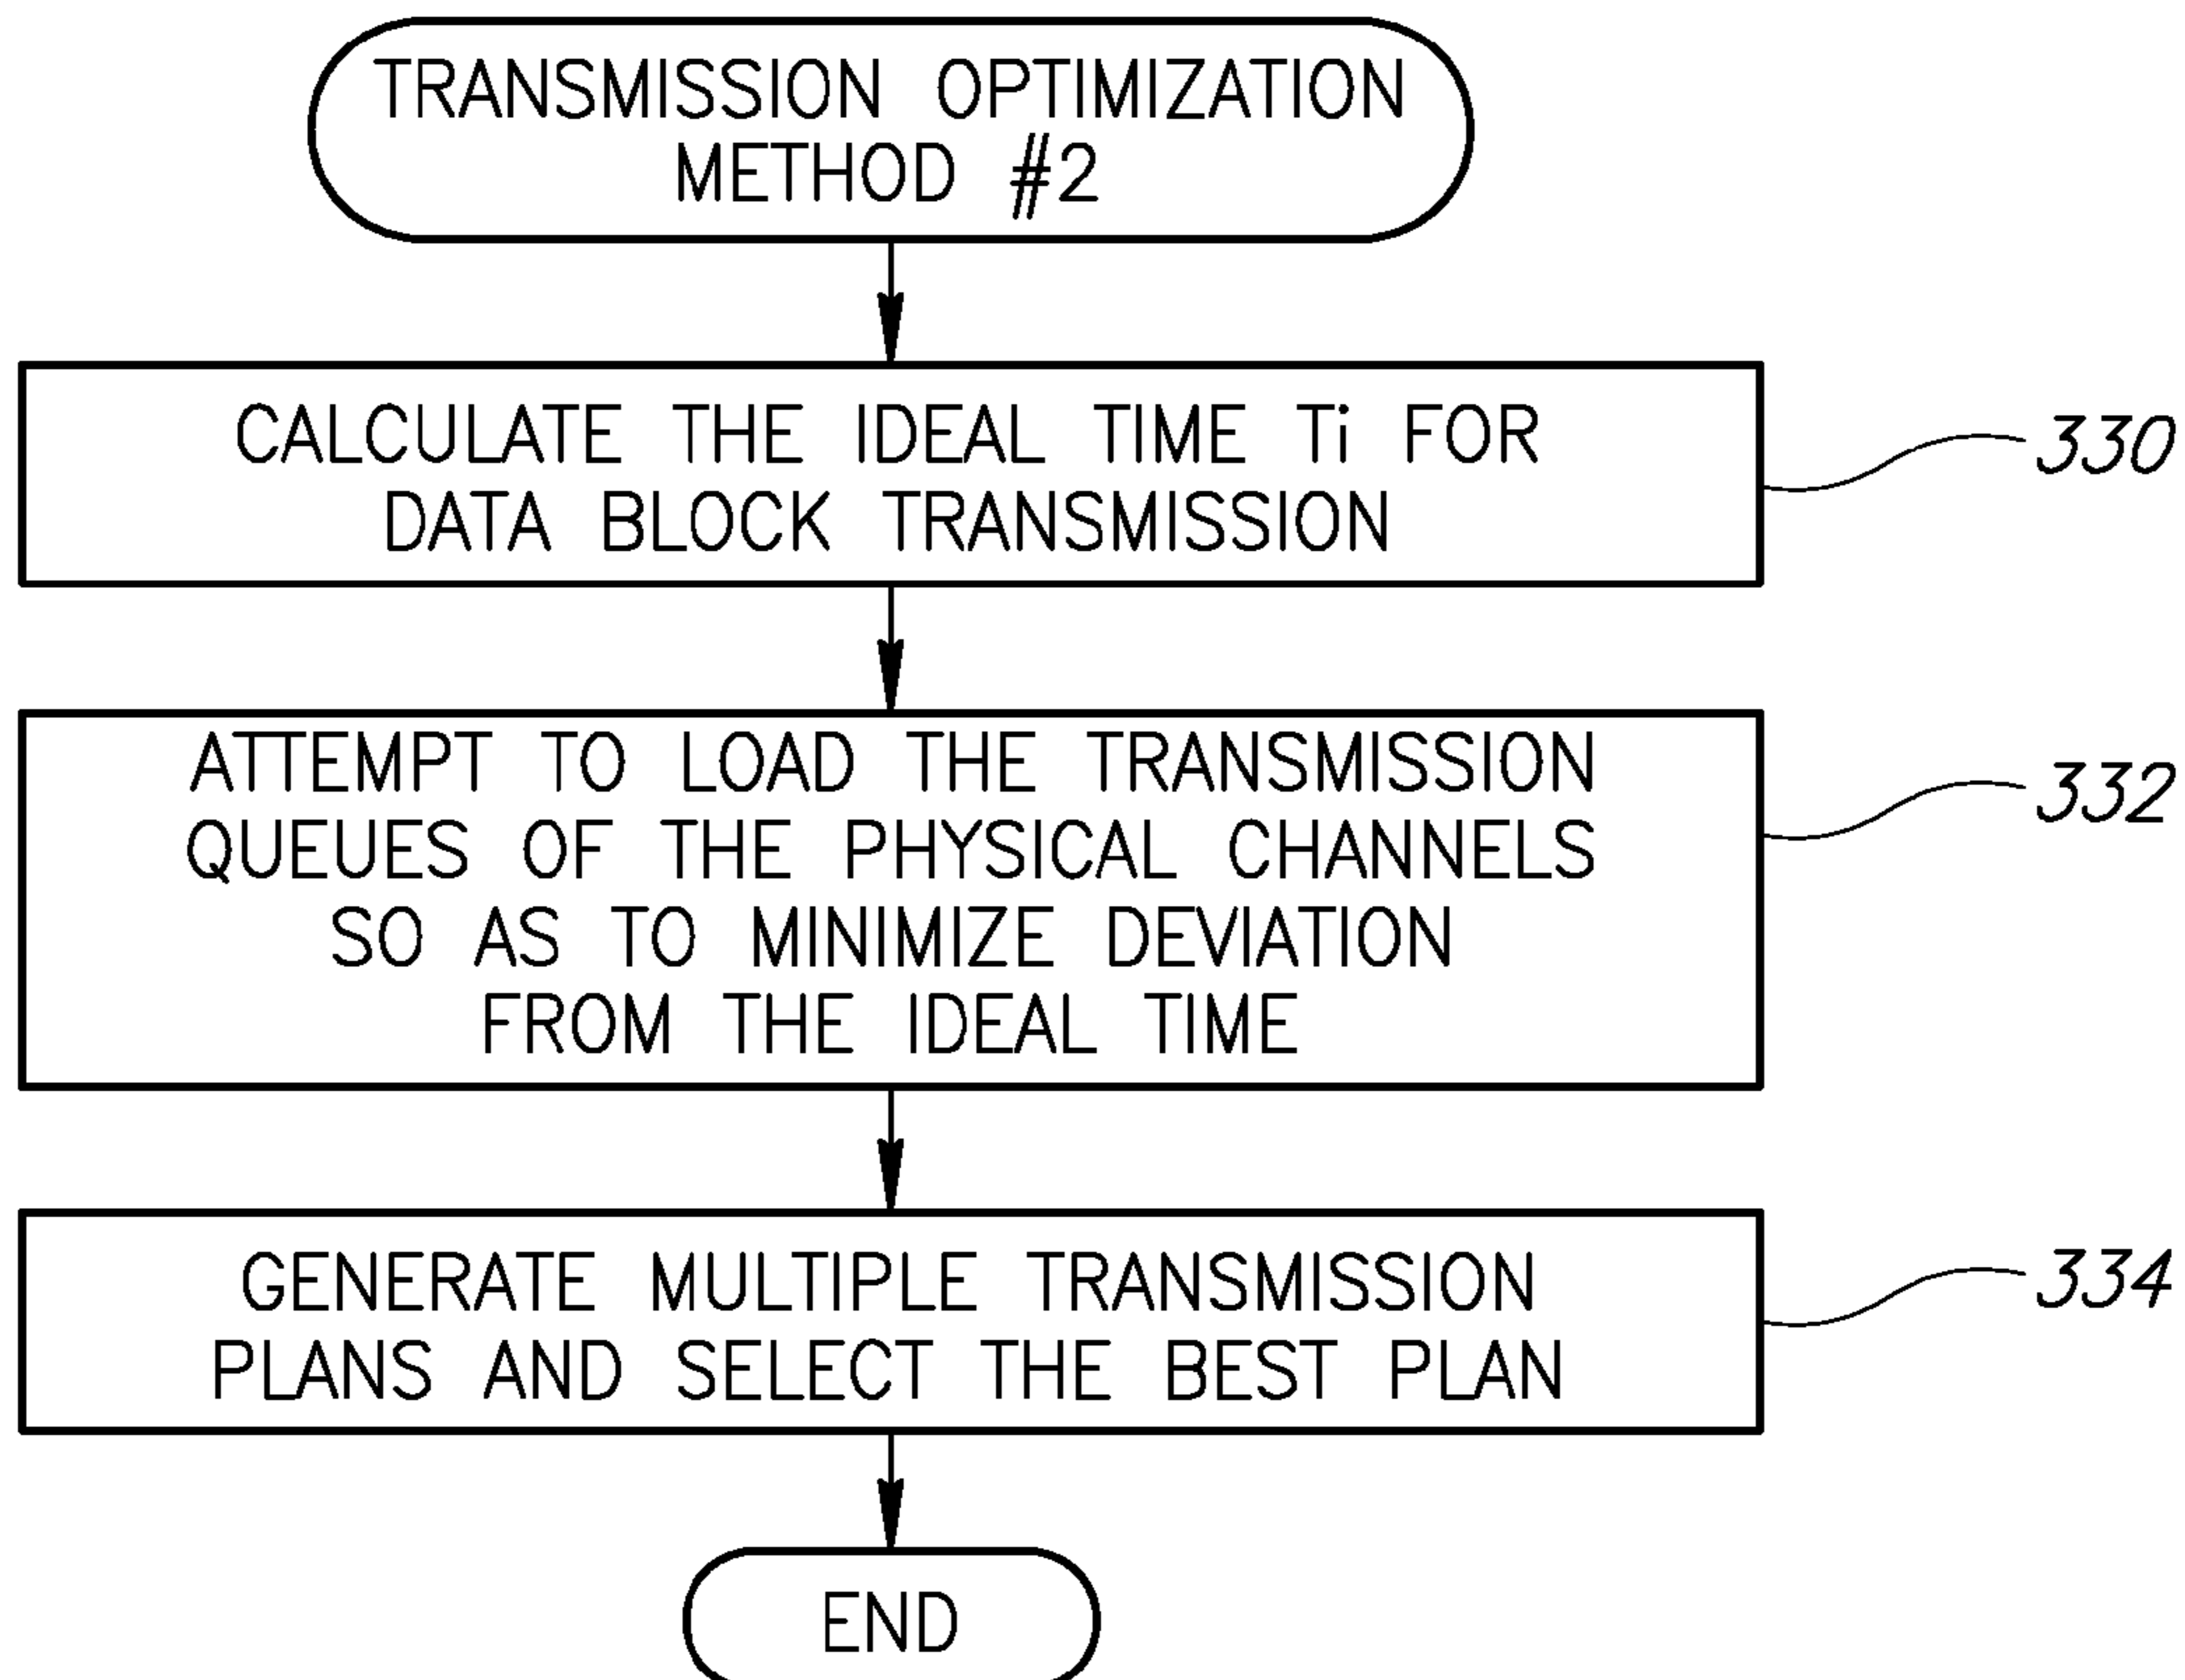 TRANSMISSION OPTIMIZATION
METHOD #2
CALCULATE THE IDEAL TIME Ti FOR
DATA BLOCK TRANSMISSION
330
ATTEMPT TO LOAD THE TRANSMISSION
QUEUES OF THE PHYSICAL CHANNELS
SO AS TO MINIMIZE DEVIATION
FROM THE IDEAL TIME
332
GENERATE MULTIPLE TRANSMISSION
PLANS AND SELECT THE BEST PLAN
334
END